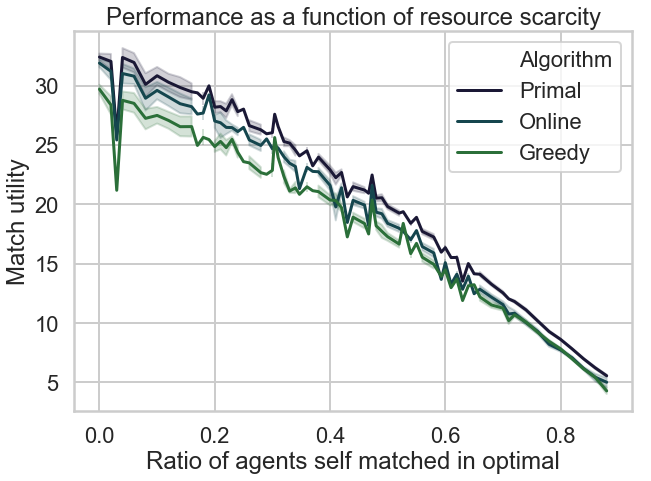 Performance as a function of resource scarcity
Algorithm
Primal
Online
Greedy
Match utility
30
25
20
15
10
5
0.0 0.2 0.4 0.6 0.8
Ratio of agents self matched in optimal